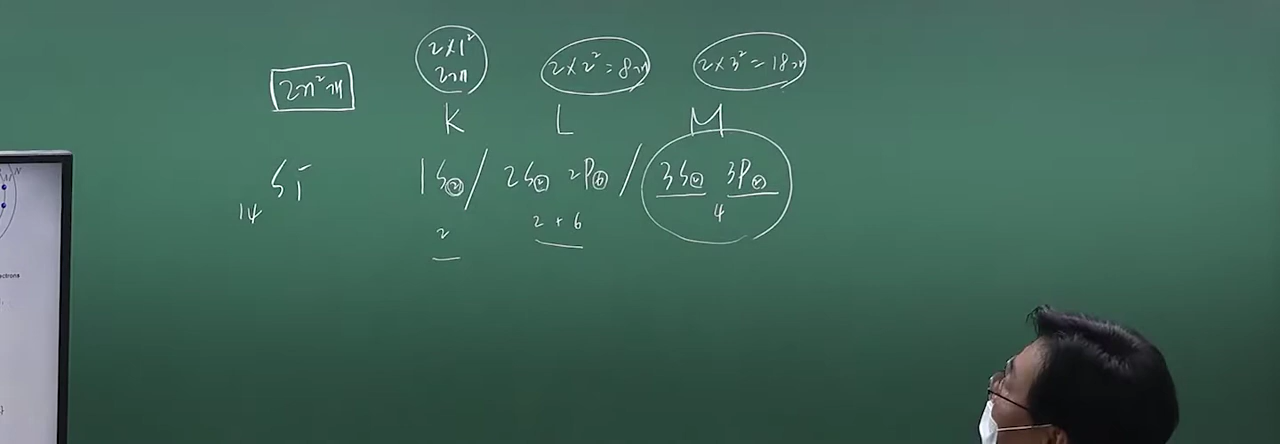 2×1²
2개
2×2²=8개
2×3²=18개
2n²개
K L M
14 Si 1S② / 2S② 2P⑥ / 3S② 3P②
2 2+6 4
ectrons